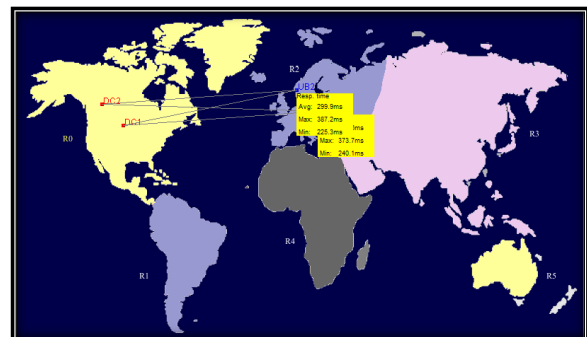 R2
DC2
UB2
Resp. time
Avg: 299.9ms
Max: 387.2ms
Min: 225.3ms
ms
Max: 373.7ms
Min: 240.1ms
DC1
R0
R3
R4
R1
R5